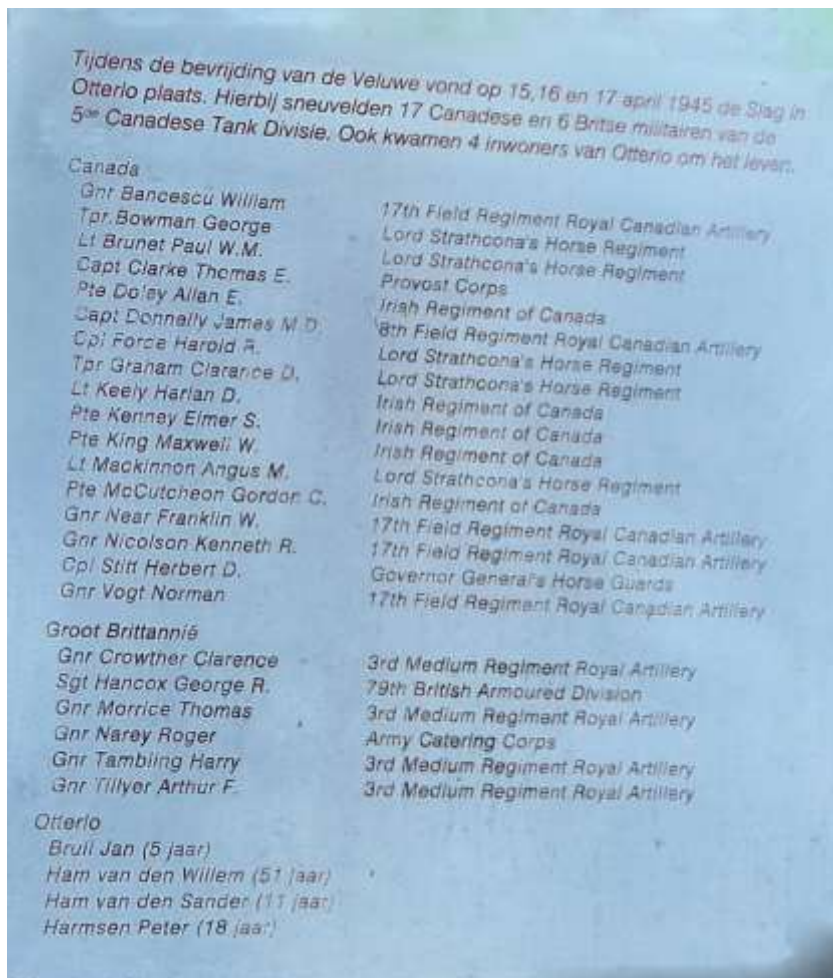 Tijdens de bevrijding van de Veluwe vond op 15,16 en 17 april 1945 de Slag in
Otterlo plaats. Hierbij sneuvelden 17 Canadese en 6 Britse militairen van de
5de Canadese Tank Divisie. Ook kwamen 4 inwoners van Otterlo om het leven.
Canada
Gnr Bancescu William 17th Field Regiment Royal Canadian Artillery
Tpr. Bowman George Lord Strathcona's Horse Regiment
Lt Brunet Paul W.M. Lord Strathcona's Horse Regiment
Capt Clarke Thomas E. Provost Corps
Pte Doley Allan E. Irish Regiment of Canada
Capt Donnelly James M.D. 8th Field Regiment Royal Canadian Artillery
Cpl Force Harold R. Lord Strathcona's Horse Regiment
Tpr Graham Clarance D. Lord Strathcona's Horse Regiment
Lt Keely Harlan D. Irish Regiment of Canada
Pte Kenney Elmer S. Irish Regiment of Canada
Pte King Maxwell W. Irish Regiment of Canada
Lt Mackinnon Angus M. Lord Strathcona's Horse Regiment
Pte McCutcheon Gordon C. Irish Regiment of Canada
Gnr Near Franklin W. 17th Field Regiment Royal Canadian Artillery
Gnr Nicolson Kenneth R. 17th Field Regiment Royal Canadian Artillery
Cpl Stitt Herbert D. Governor General's Horse Guards
Gnr Vogt Norman 17th Field Regiment Royal Canadian Artillery
Groot Brittannië
Gnr Crowther Clarence 3rd Medium Regiment Royal Artillery
Sgt Hancox George R. 79th British Armoured Division
Gnr Morrice Thomas 3rd Medium Regiment Royal Artillery
Gnr Narey Roger Army Catering Corps
Gnr Tambling Harry 3rd Medium Regiment Royal Artillery
Gnr Tillyer Arthur F. 3rd Medium Regiment Royal Artillery
Otterlo
Bruil Jan (5 jaar)
Ham van den Willem (51 jaar)
Ham van den Sander (11 jaar)
Harmsen Peter (18 jaar)